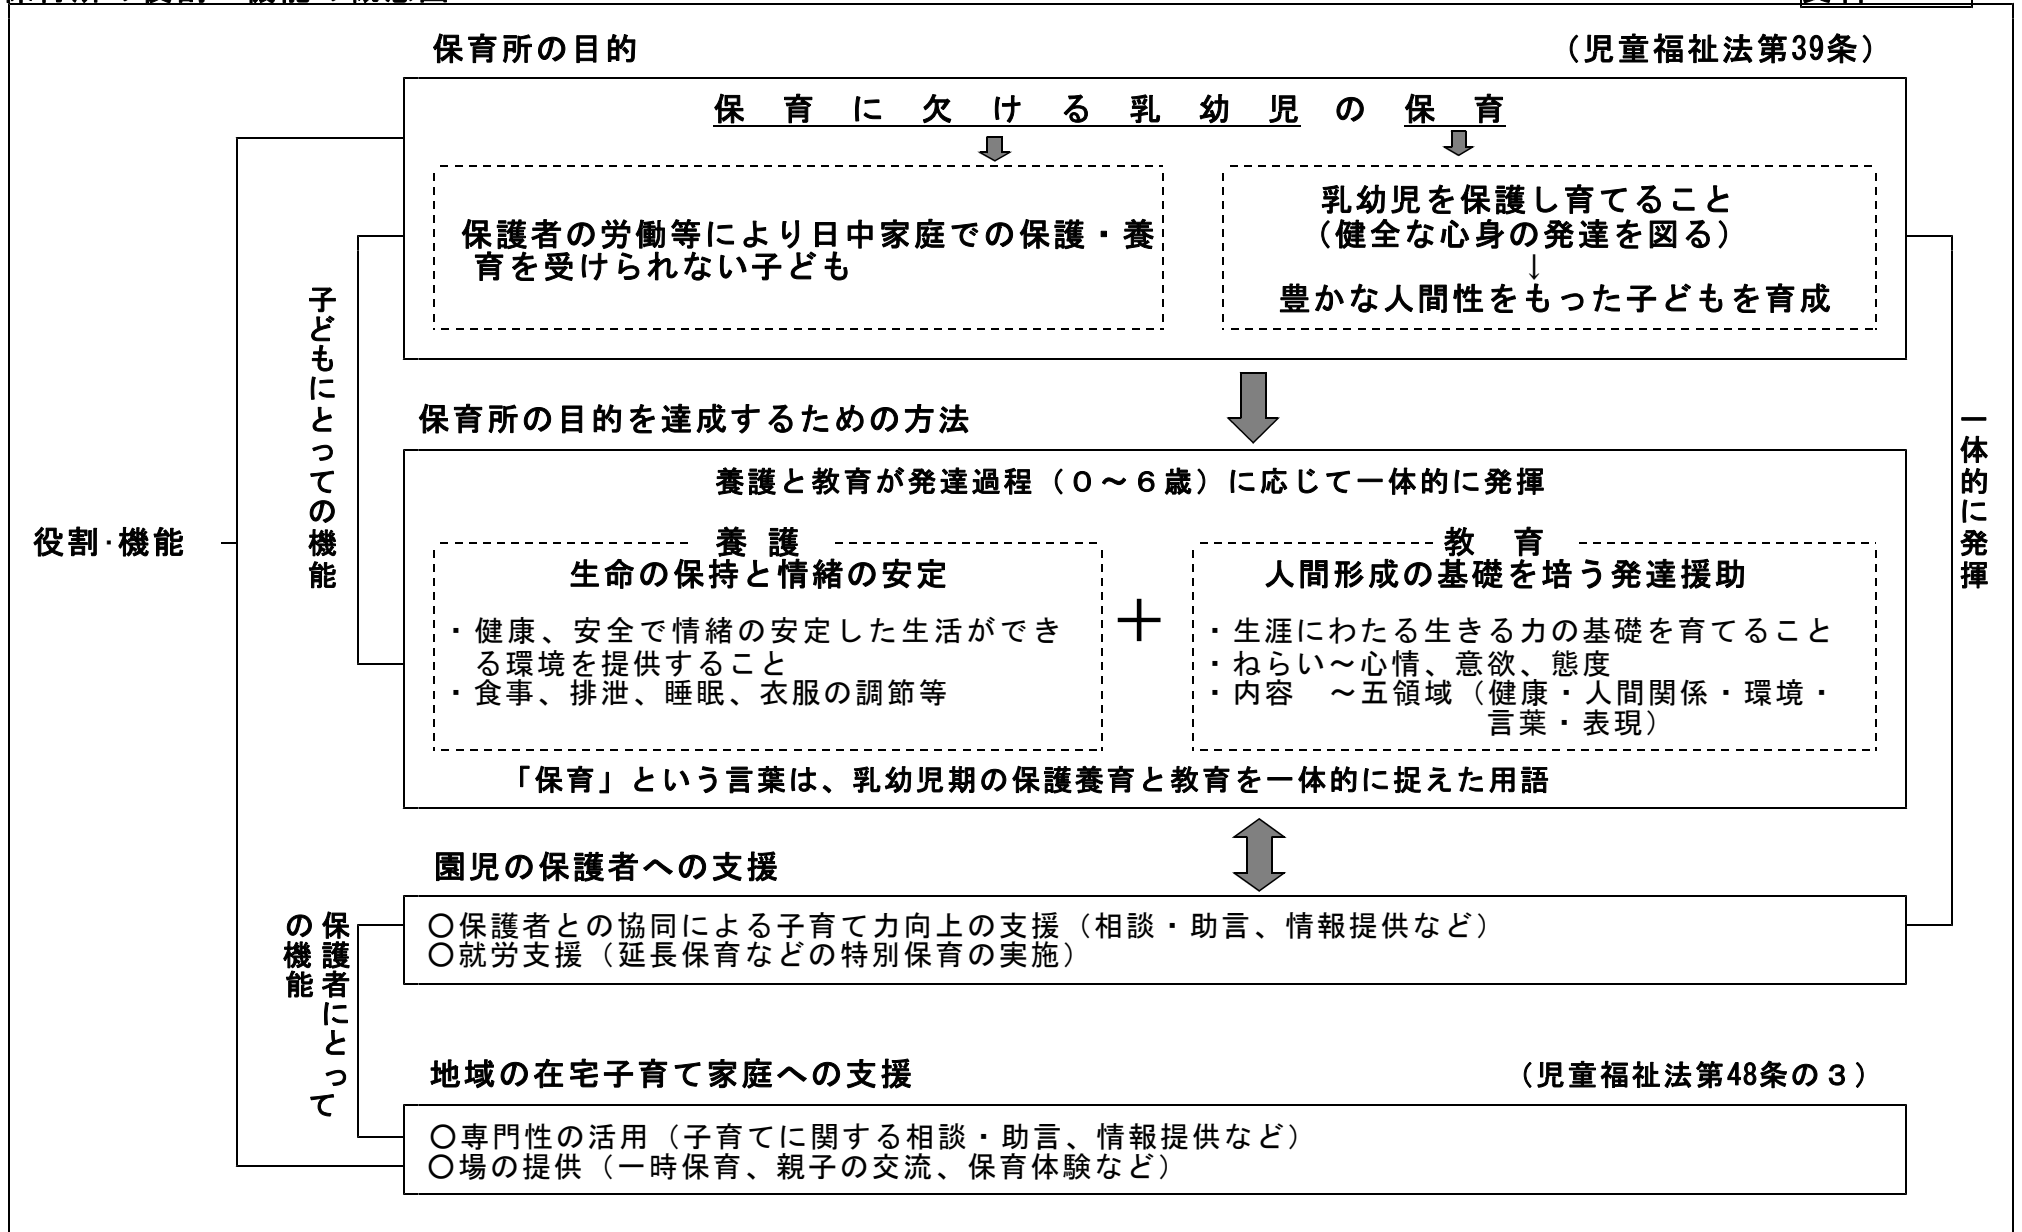 保育所の目的
（児童福祉法第39条）
保育に欠ける乳幼児の保育
保護者の労働等により日中家庭での保護・養
育を受けられない子ども
乳幼児を保護し育てること
（健全な心身の発達を図る）
↓
豊かな人間性をもった子どもを育成
保育所の目的を達成するための方法
養護と教育が発達過程（０～６歳）に応じて一体的に発揮
養護
生命の保持と情緒の安定
・健康、安全で情緒の安定した生活ができ
る環境を提供すること
・食事、排泄、睡眠、衣服の調節等
＋
教育
人間形成の基礎を培う発達援助
・生涯にわたる生きる力の基礎を育てること
・ねらい～心情、意欲、態度
・内容　～五領域（健康・人間関係・環境・
言葉・表現）
「保育」という言葉は、乳幼児期の保護養育と教育を一体的に捉えた用語
園児の保護者への支援
○保護者との協同による子育て力向上の支援（相談・助言、情報提供など）
○就労支援（延長保育などの特別保育の実施）
地域の在宅子育て家庭への支援
（児童福祉法第48条の３）
○専門性の活用（子育てに関する相談・助言、情報提供など）
○場の提供（一時保育、親子の交流、保育体験など）
役割・機能
子どもにとっての機能
保護者にとって
の機能
一体的に発揮